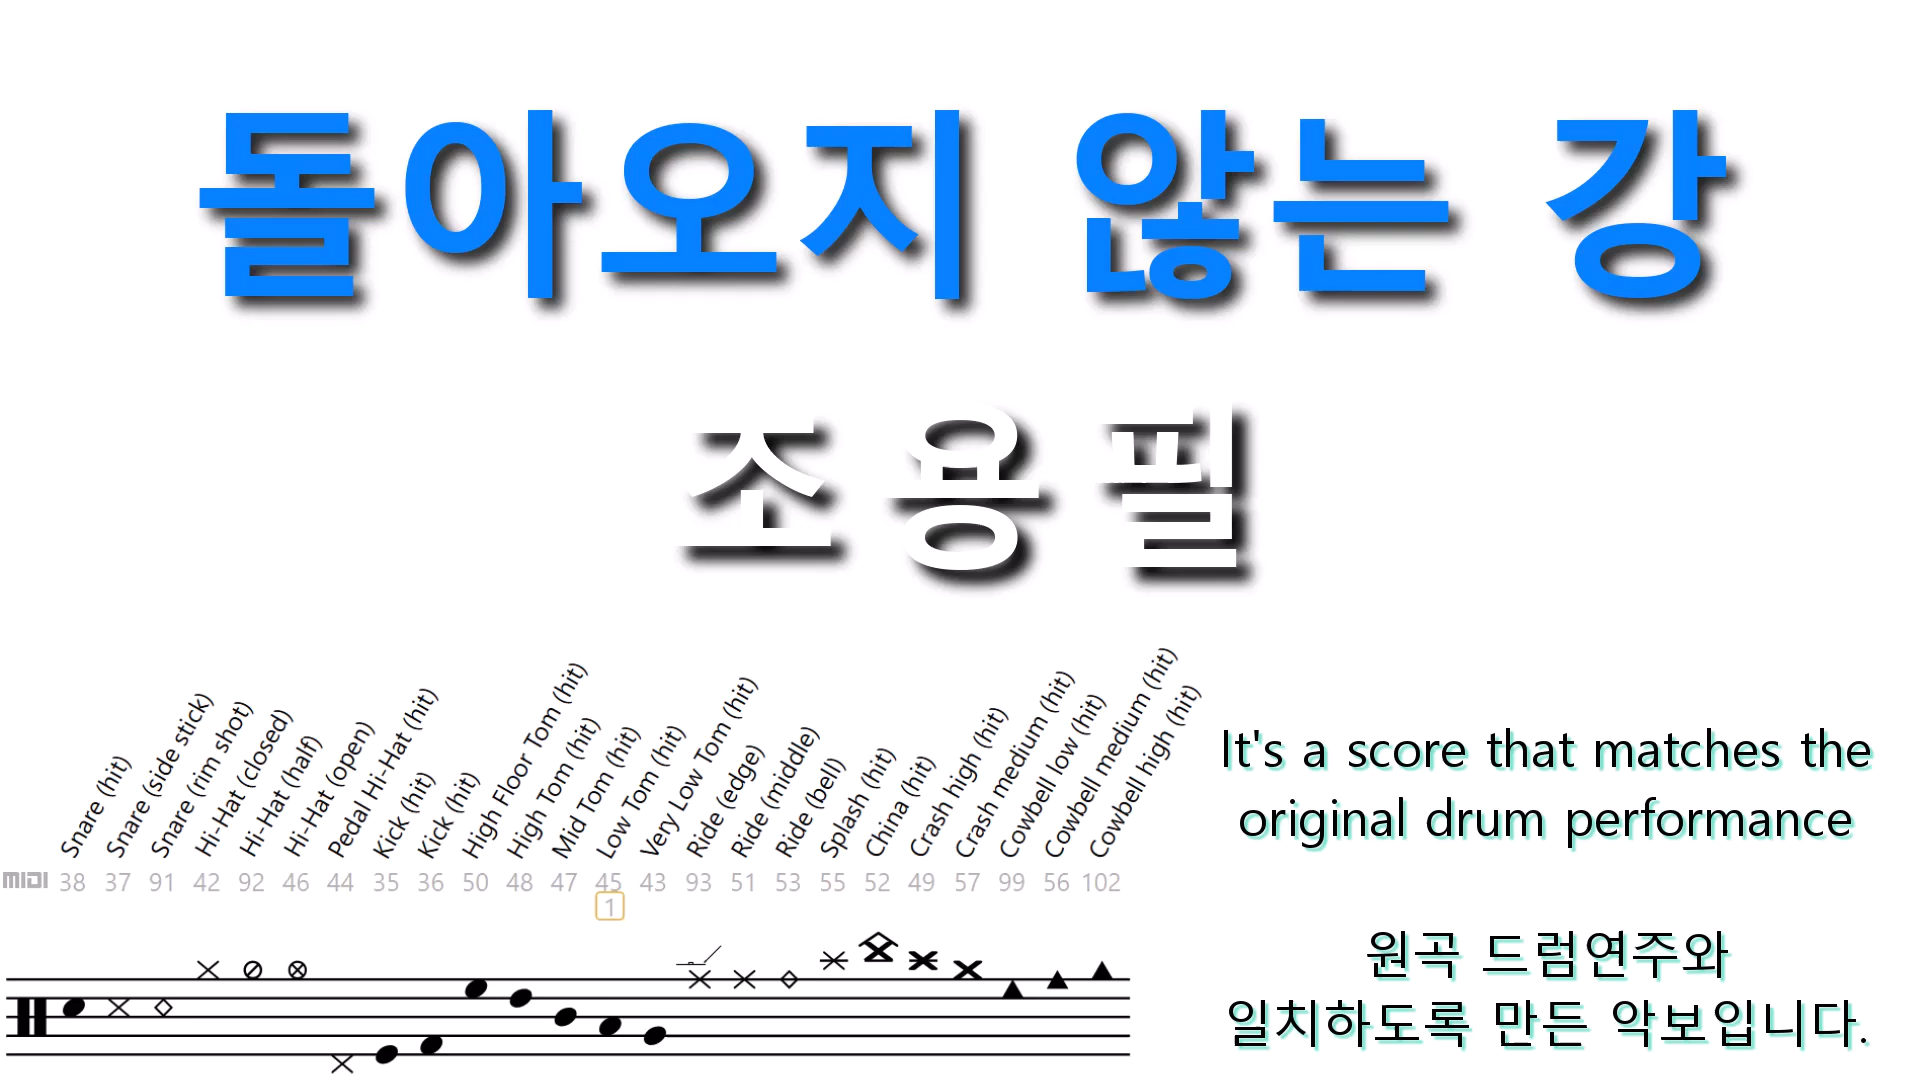 돌아오지 않는 강
조용필
Snare (hit)
Snare (side stick)
Snare (rim shot)
Hi-Hat (closed)
Hi-Hat (half)
Hi-Hat (open)
Pedal Hi-Hat (hit)
Kick (hit)
Kick (hit)
High Floor Tom (hit)
High Tom (hit)
Mid Tom (hit)
Low Tom (hit)
Very Low Tom (hit)
Ride (edge)
Ride (middle)
Ride (bell)
Splash (hit)
China (hit)
Crash high (hit)
Crash medium (hit)
Cowbell low (hit)
Cowbell medium (hit)
Cowbell high (hit)
MIDI 38 37 91 42 92 46 44 35 36 50 48 47 45 43 93 51 53 55 52 49 57 99 56 102
1
It's a score that matches the
original drum performance
원곡 드럼연주와
일치하도록 만든 악보입니다.